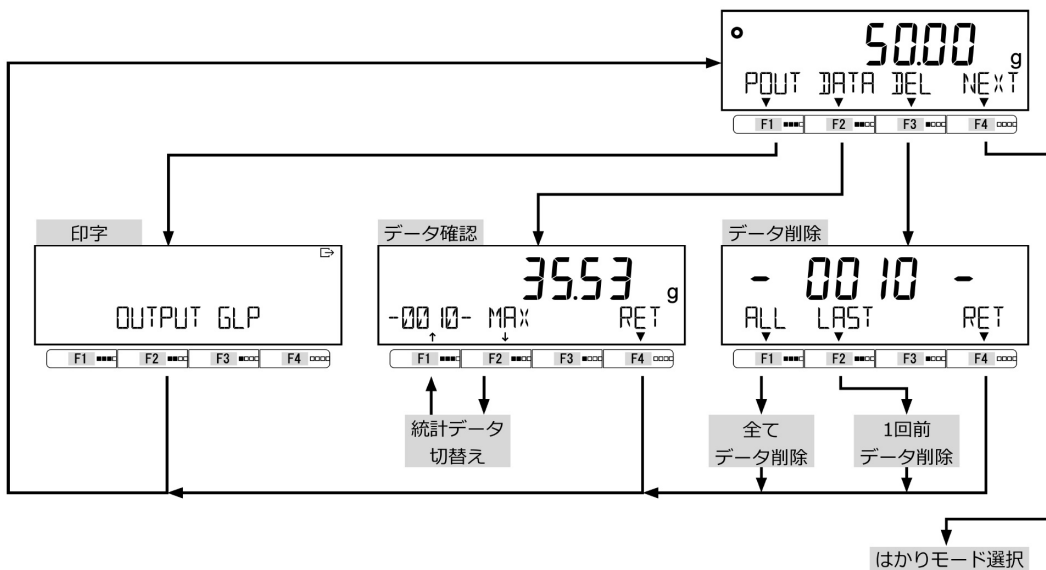 50.00 g
POUT DATA DEL NEXT
F1 F2 F3 F4
印字
OUTPUT GLP
F1 F2 F3 F4
データ確認
35.53 g
-0010- MAX RET
F1 F2 F3 F4
統計データ
切替え
データ削除
- 0010 -
ALL LAST RET
F1 F2 F3 F4
全て
データ削除
1回前
データ削除
はかりモード選択